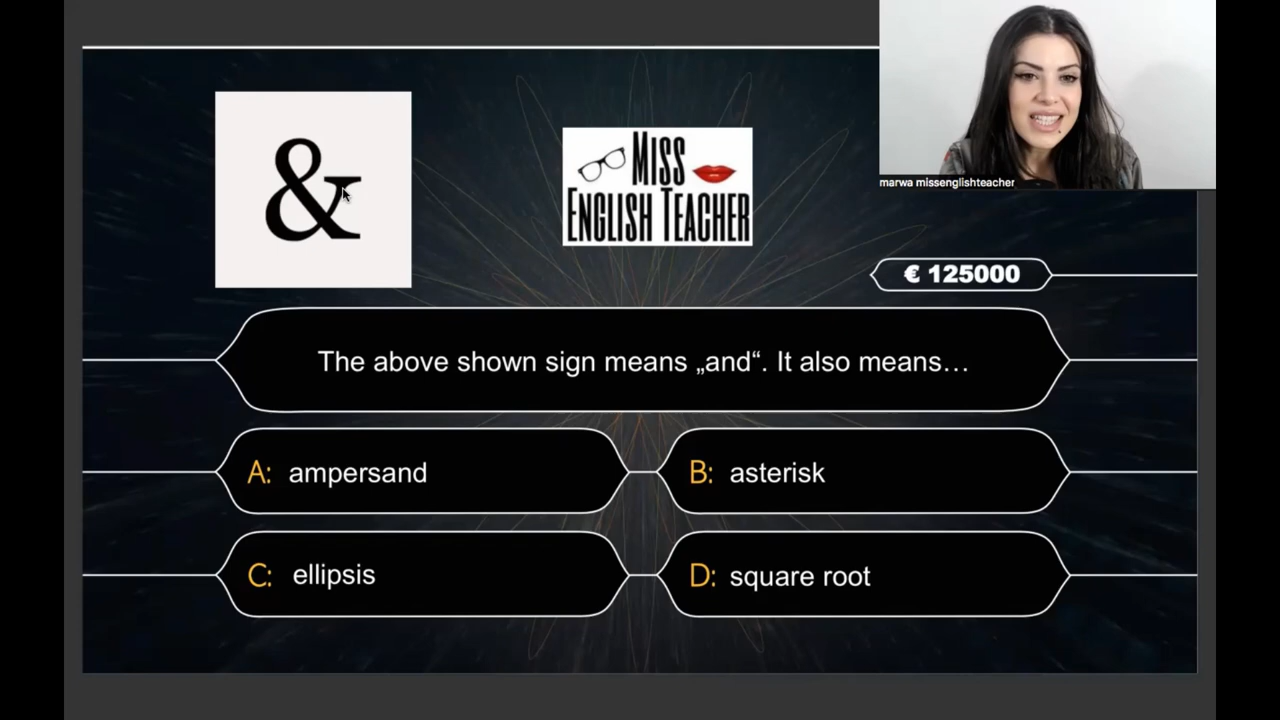 &
Miss
English Teacher
marwa missenglishteacher
€ 125000
The above shown sign means „and“. It also means…
A: ampersand
B: asterisk
C: ellipsis
D: square root